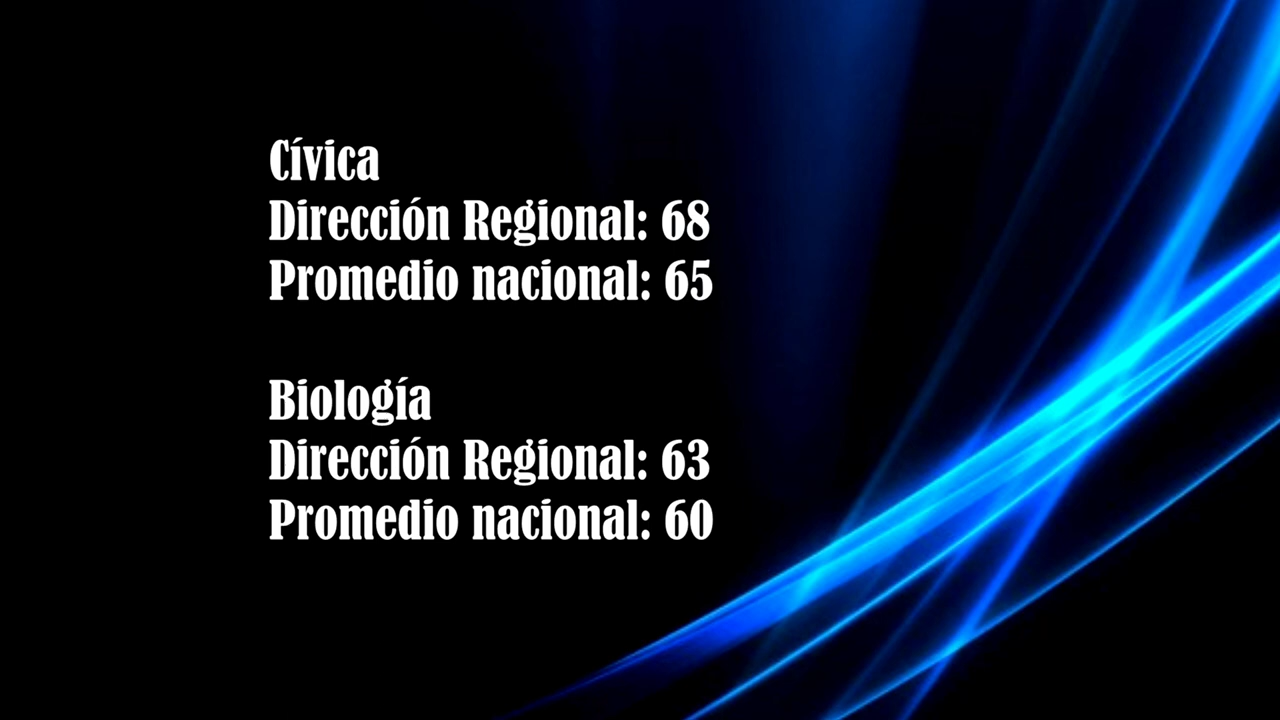 Cívica
Dirección Regional: 68
Promedio nacional: 65
Biología
Dirección Regional: 63
Promedio nacional: 60